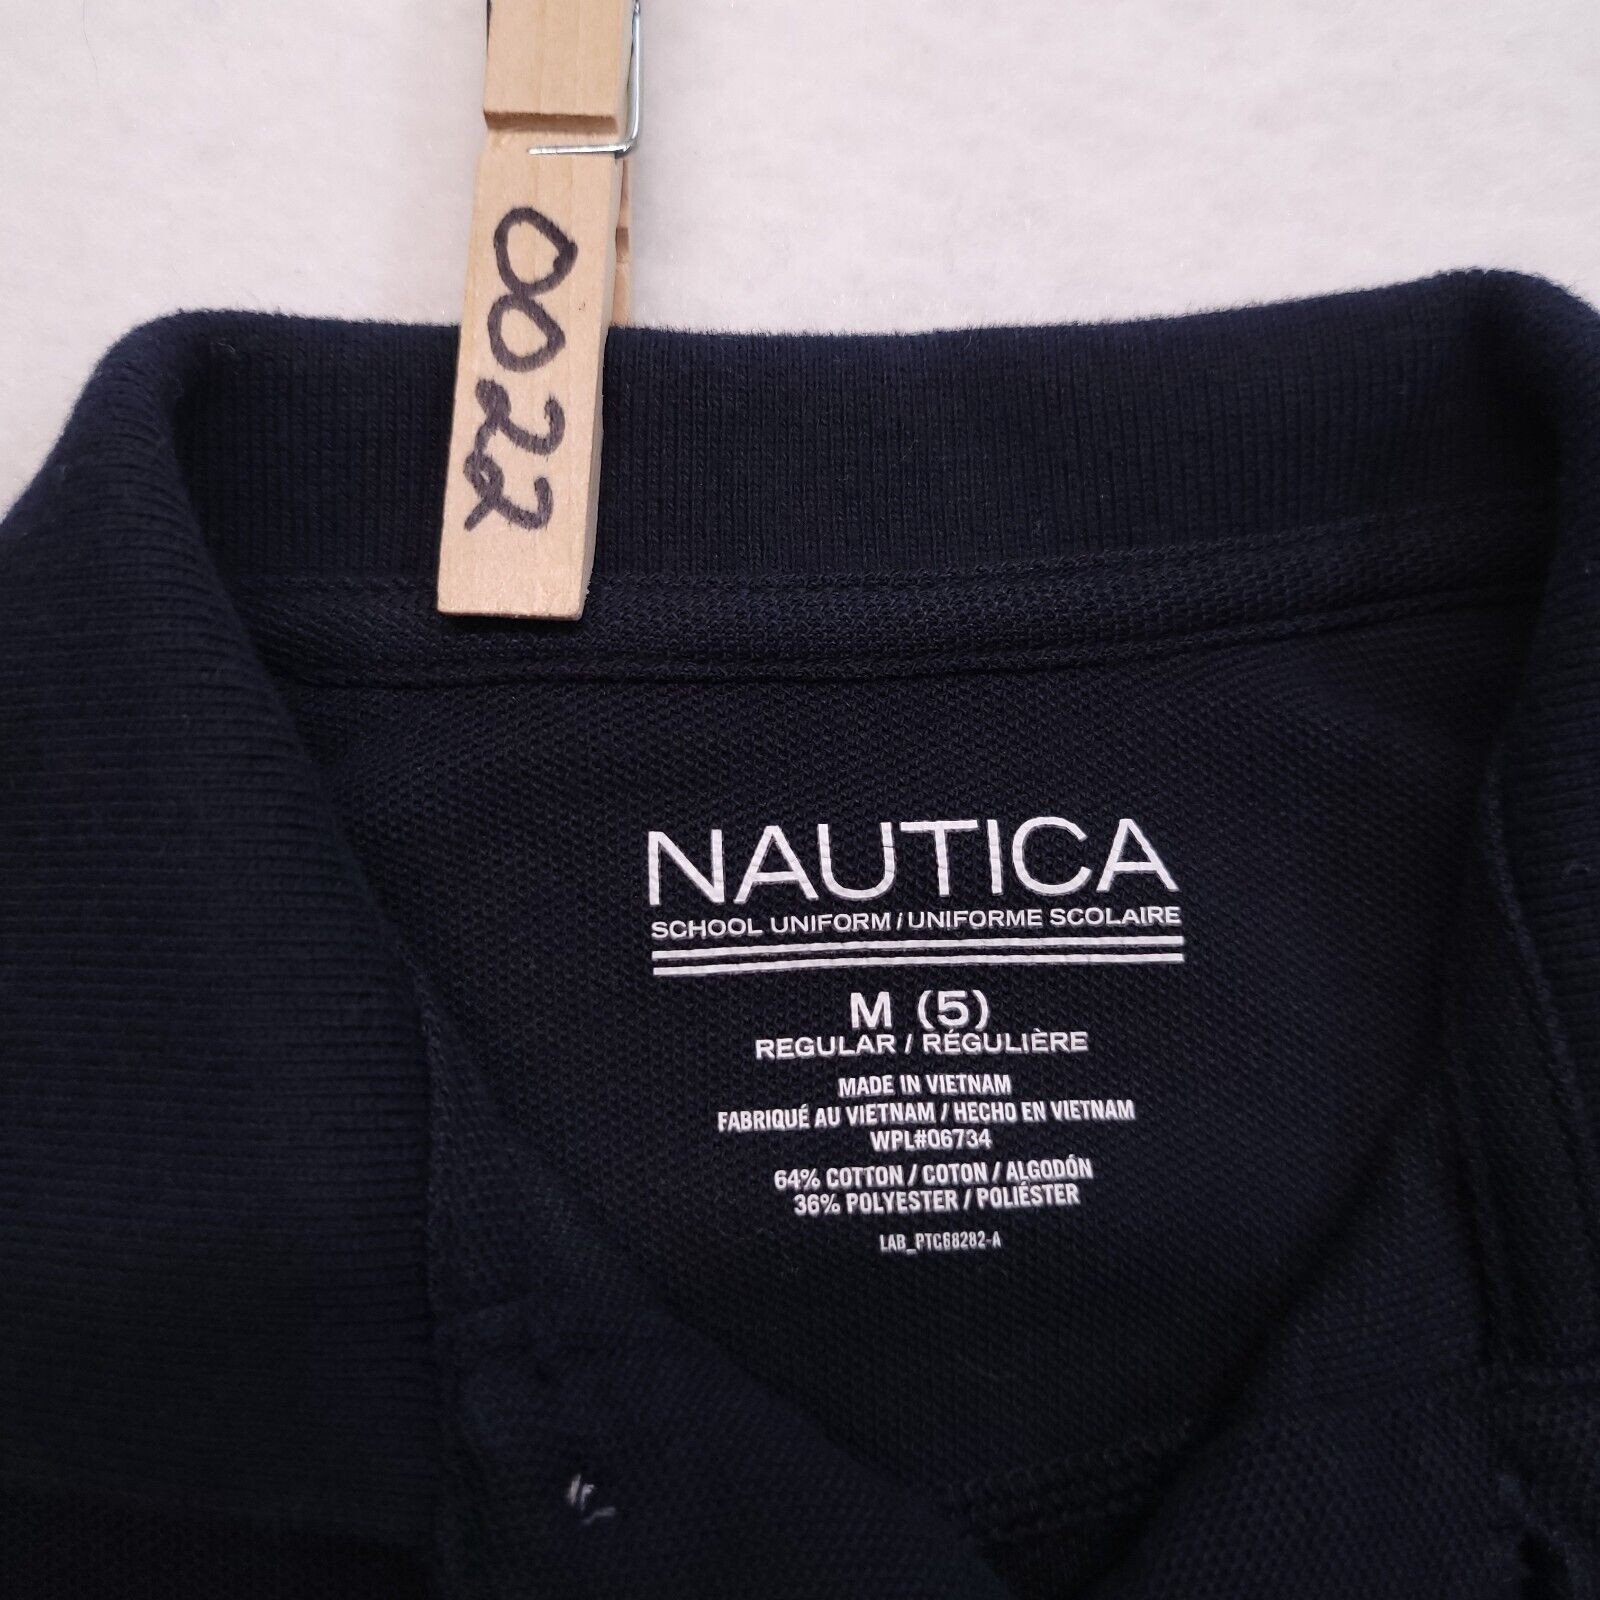 0022
NAUTICA
SCHOOL UNIFORM / UNIFORME SCOLAIRE
M (5)
REGULAR / RÉGULIÈRE
MADE IN VIETNAM
FABRIQUÉ AU VIETNAM / HECHO EN VIETNAM
WPL#06734
64% COTTON / COTON / ALGODÓN
36% POLYESTER / POLIÉSTER
LAB_PTC68282-A